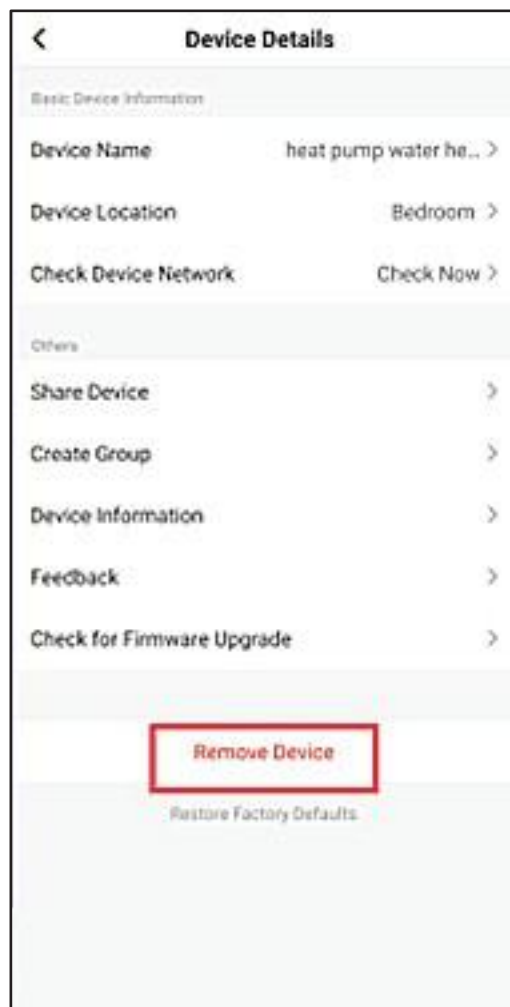 Device Details
Basic Device Information
Device Name heat pump water he...
Device Location Bedroom
Check Device Network Check Now
Others
Share Device
Create Group
Device Information
Feedback
Check for Firmware Upgrade
Remove Device
Restore Factory Defaults